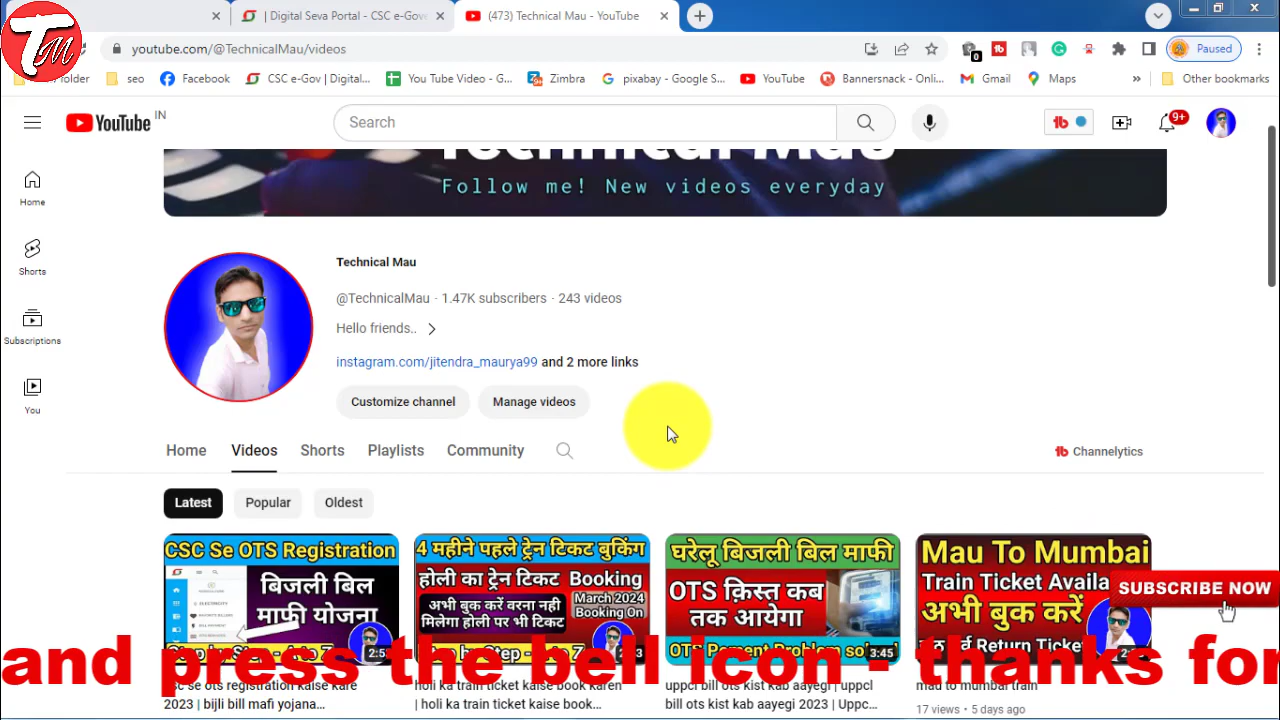 TM
| Digital Seva Portal - CSC e-Gove
(473) Technical Mau - YouTube
youtube.com/@TechnicalMau/videos
0
Paused
older
seo
Facebook
CSC e-Gov | Digital...
You Tube Video - G...
Zimbra
pixabay - Google S...
YouTube
Bannersnack - Onli...
Gmail
Maps
»
Other bookmarks
YouTube IN
Search
9+
Technical Mau
Follow me! New videos everyday
Home
Shorts
Subscriptions
You
Technical Mau
@TechnicalMau · 1.47K subscribers · 243 videos
Hello friends..
instagram.com/jitendra_maurya99 and 2 more links
Customize channel
Manage videos
Home
Videos
Shorts
Playlists
Community
Channelytics
Latest
Popular
Oldest
CSC Se OTS Registration
बिजली बिल
माफी योजना
4 महीने पहले ट्रेन टिकट बुकिंग
होली का ट्रेन टिकट Booking
अभी बुक करें वरना नही
मिलेगा होली पर भी टिकट
March 2024
Booking On
घरेलू बिजली बिल माफी
OTS क़िस्त कब
तक आयेगा
3:45
Mau To Mumbai
Train Ticket Availa
अभी बुक करें
Return Ticket
SUBSCRIBE NOW
and press the bell icon - thanks for
csc se ots registration kaise kare
2023 | bijli bill mafi yojana...
holi ka train ticket kaise book karen
| holi ka train ticket kaise book...
uppcl bill ots kist kab aayegi | uppcl
bill ots kist kab aayegi 2023 | Uppc...
mau to mumbai train
17 views • 5 days ago